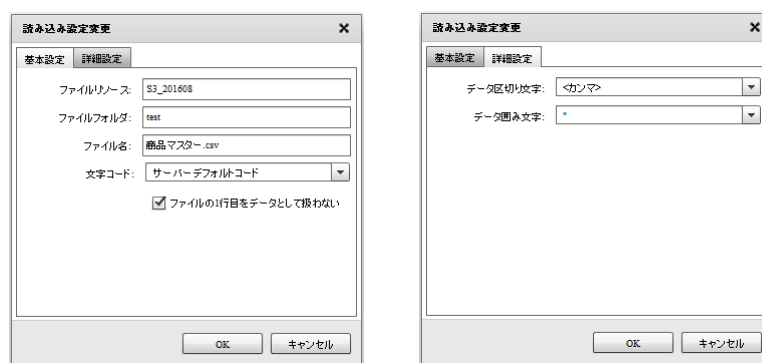 読み込み設定変更
基本設定 詳細設定
ファイルリソース: S3_201608
ファイルフォルダ: test
ファイル名: 商品マスター.csv
文字コード: サーバーデフォルトコード
ファイルの1行目をデータとして扱わない
OK キャンセル
読み込み設定変更
基本設定 詳細設定
データ区切り文字: <カンマ>
データ囲み文字:
OK キャンセル